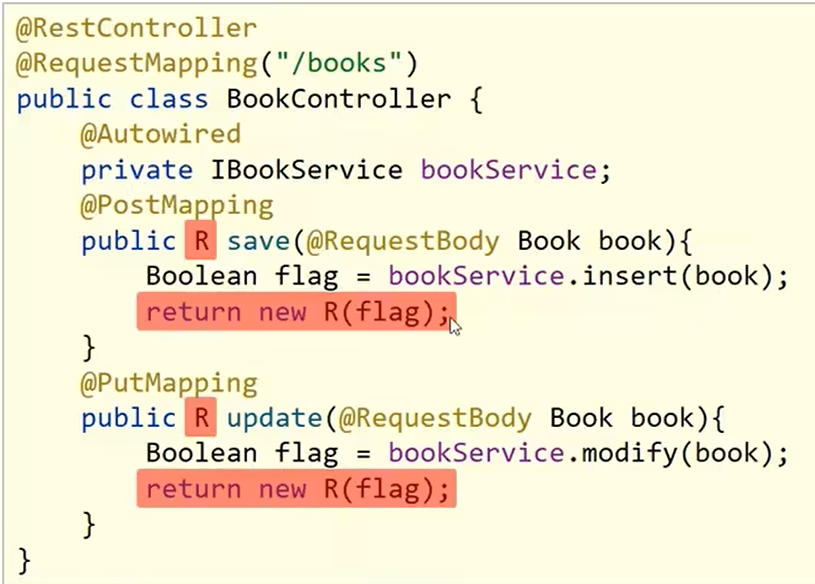 @RestController
@RequestMapping("/books")
public class BookController {
    @Autowired
    private IBookService bookService;
    @PostMapping
    public R save(@RequestBody Book book){
        Boolean flag = bookService.insert(book);
        return new R(flag);
    }
    @PutMapping
    public R update(@RequestBody Book book){
        Boolean flag = bookService.modify(book);
        return new R(flag);
    }
}